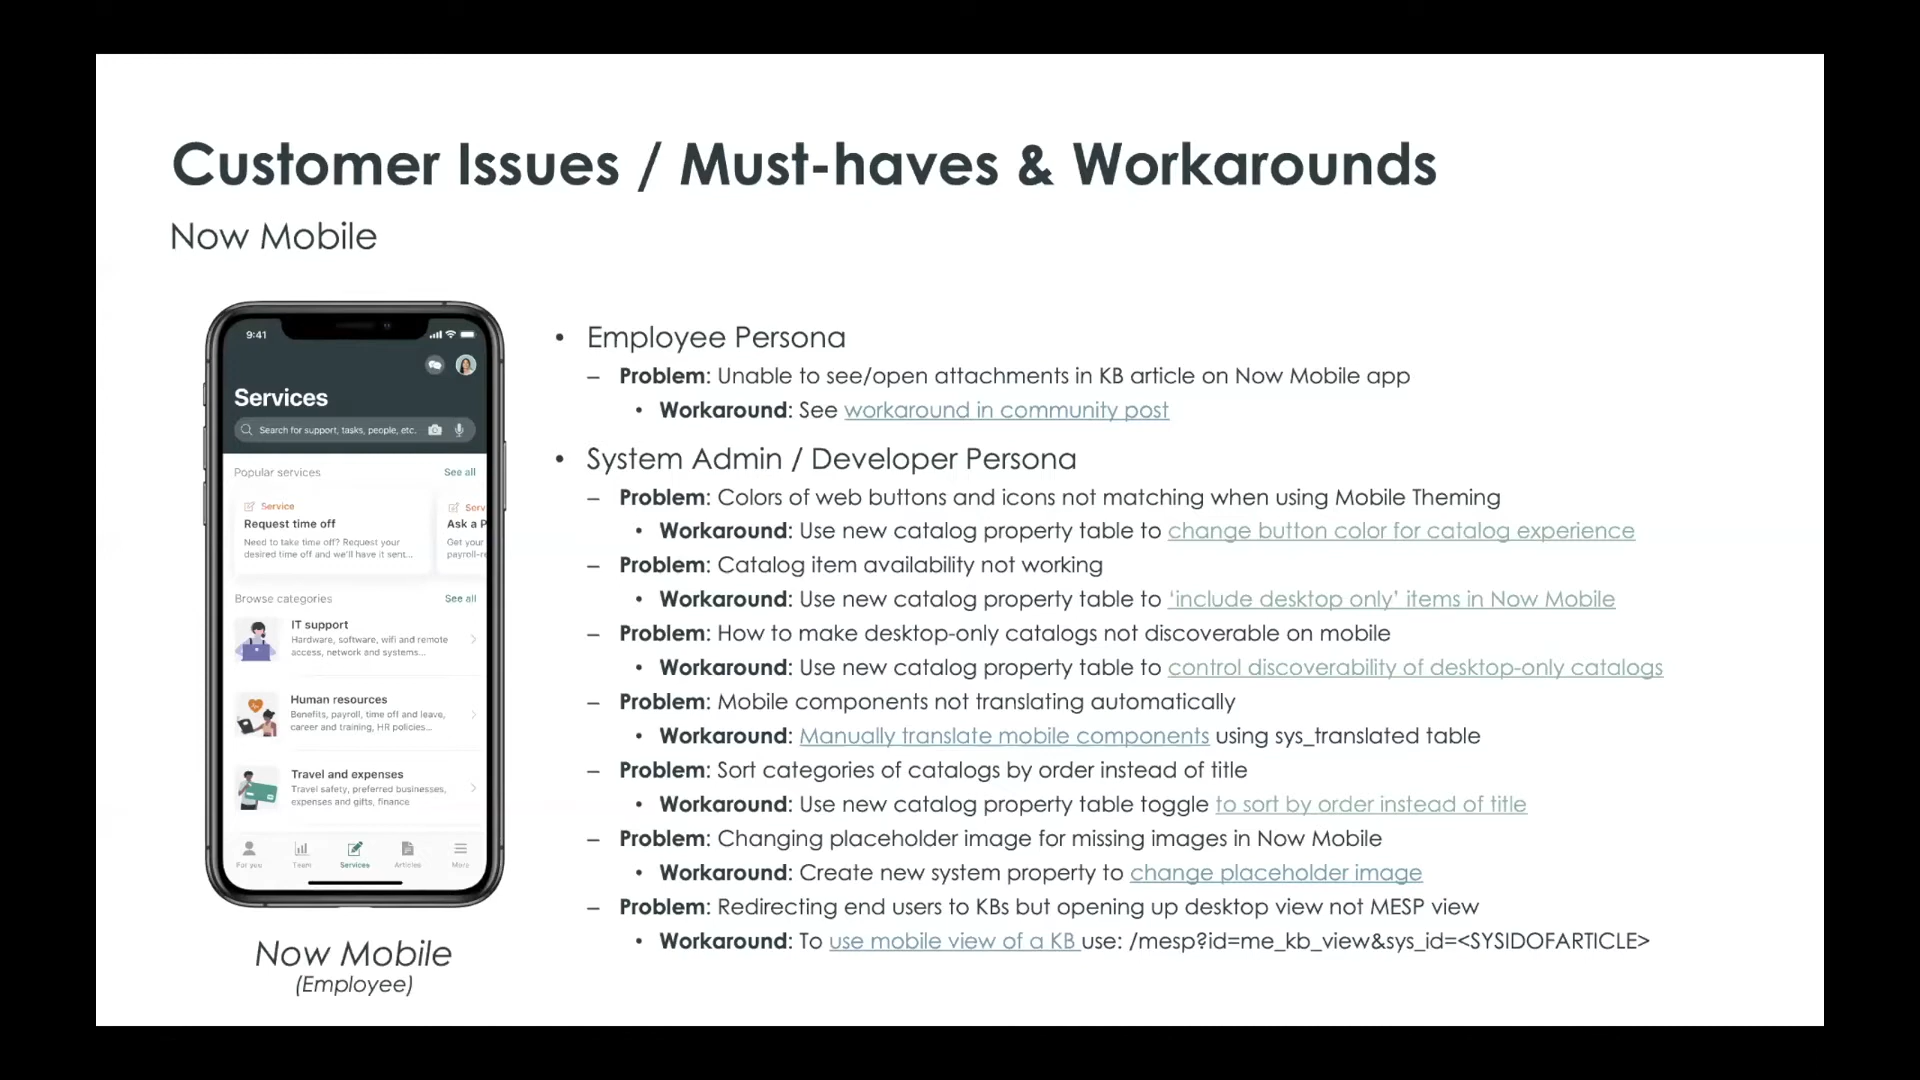 Customer Issues / Must-haves & Workarounds
Now Mobile
9:41
Services
Search for support, tasks, people, etc.
Popular services
See all
Service
Request time off
Need to take time off? Request your
desired time off and we'll have it sent...
Serv
Ask a P
Get your
payroll-re
Browse categories
See all
IT support
Hardware, software, wifi and remote
access, network and systems...
Human resources
Benefits, payroll, time off and leave,
career and training, HR policies...
Travel and expenses
Travel safety, preferred businesses,
expenses and gifts, finance
For you
Team
Services
Articles
More
Now Mobile
(Employee)
• Employee Persona
– Problem: Unable to see/open attachments in KB article on Now Mobile app
• Workaround: See workaround in community post
• System Admin / Developer Persona
– Problem: Colors of web buttons and icons not matching when using Mobile Theming
• Workaround: Use new catalog property table to change button color for catalog experience
– Problem: Catalog item availability not working
• Workaround: Use new catalog property table to ‘include desktop only’ items in Now Mobile
– Problem: How to make desktop-only catalogs not discoverable on mobile
• Workaround: Use new catalog property table to control discoverability of desktop-only catalogs
– Problem: Mobile components not translating automatically
• Workaround: Manually translate mobile components using sys_translated table
– Problem: Sort categories of catalogs by order instead of title
• Workaround: Use new catalog property table toggle to sort by order instead of title
– Problem: Changing placeholder image for missing images in Now Mobile
• Workaround: Create new system property to change placeholder image
– Problem: Redirecting end users to KBs but opening up desktop view not MESP view
• Workaround: To use mobile view of a KB use: /mesp?id=me_kb_view&sys_id=<SYSIDOFARTICLE>